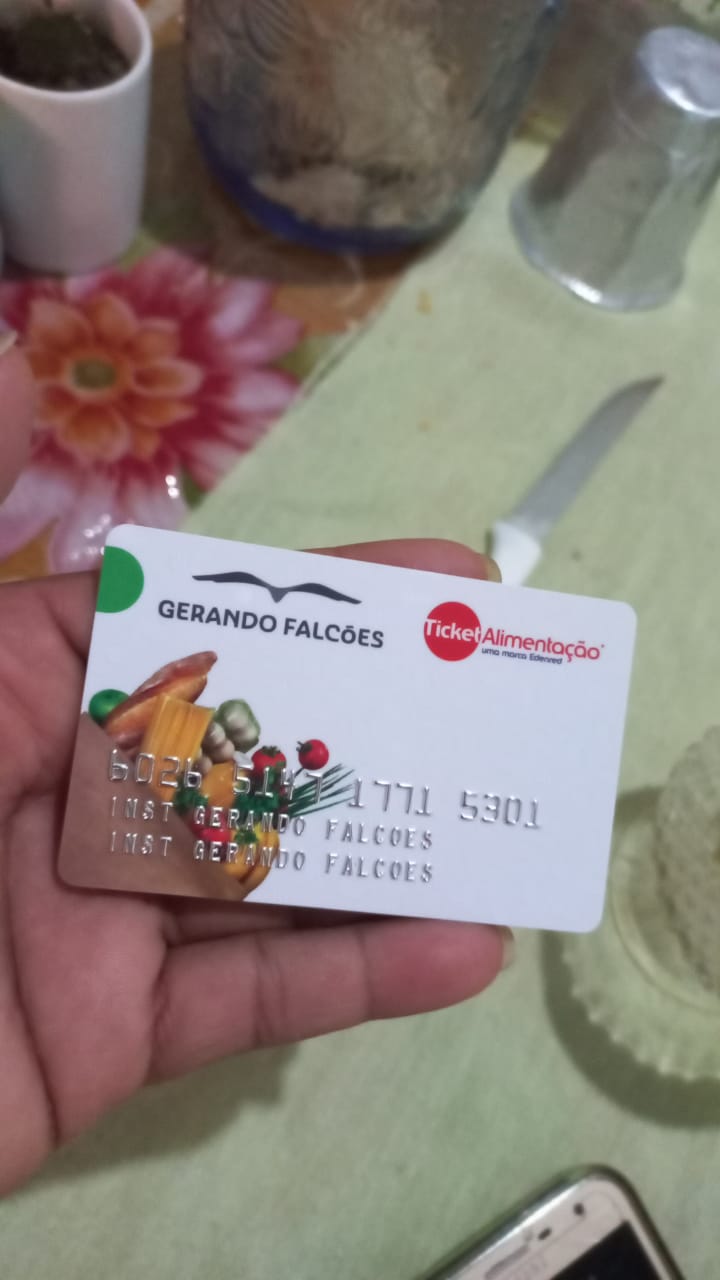 GERANDO FALCÕES
Ticket Alimentação
uma marca Edenred
6026 5147 1771 5301
INST GERANDO FALCOES
INST GERANDO FALCOES